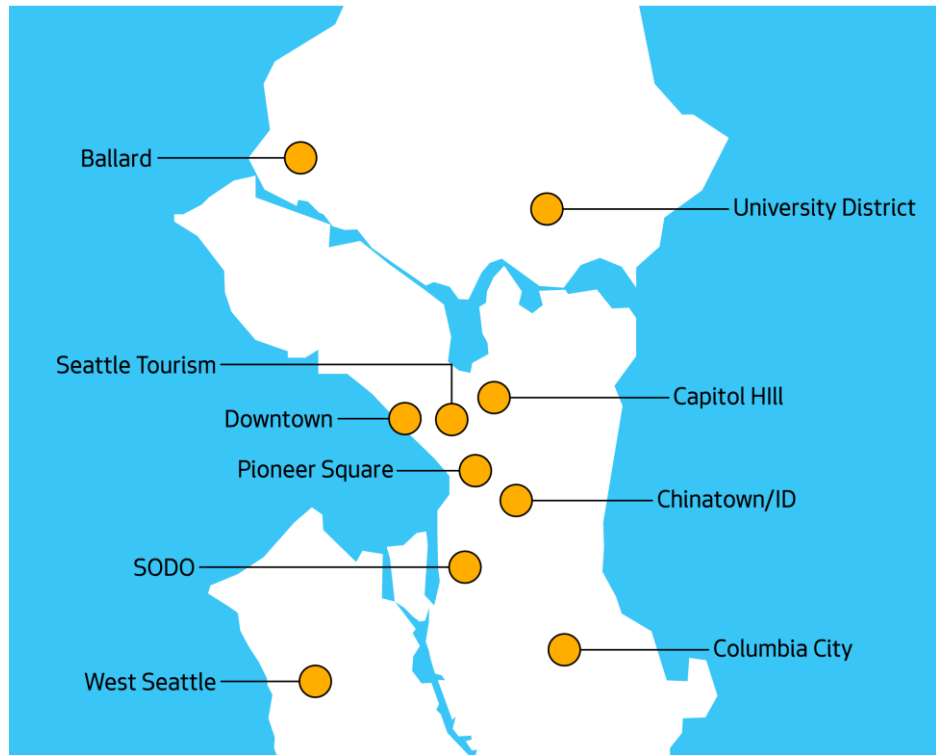 Ballard
University District
Seattle Tourism
Capitol HIll
Downtown
Pioneer Square
Chinatown/ID
SODO
Columbia City
West Seattle